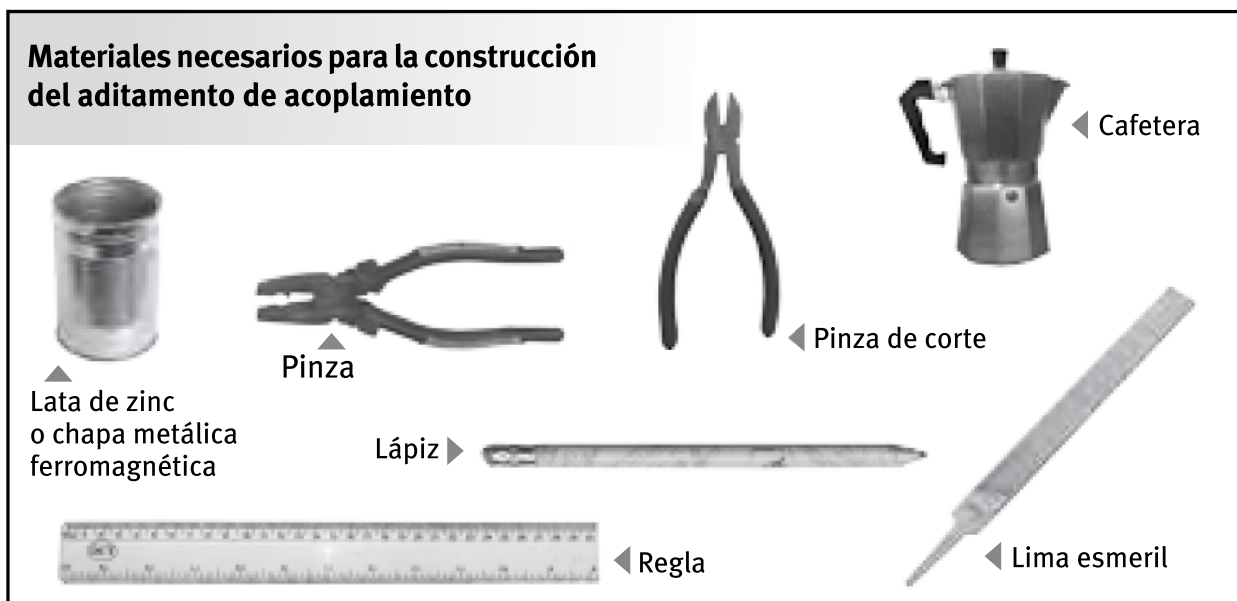 Materiales necesarios para la construcción
del aditamento de acoplamiento
Cafetera
Pinza de corte
Pinza
Lata de zinc
o chapa metálica
ferromagnética
Lápiz
Regla
Lima esmeril